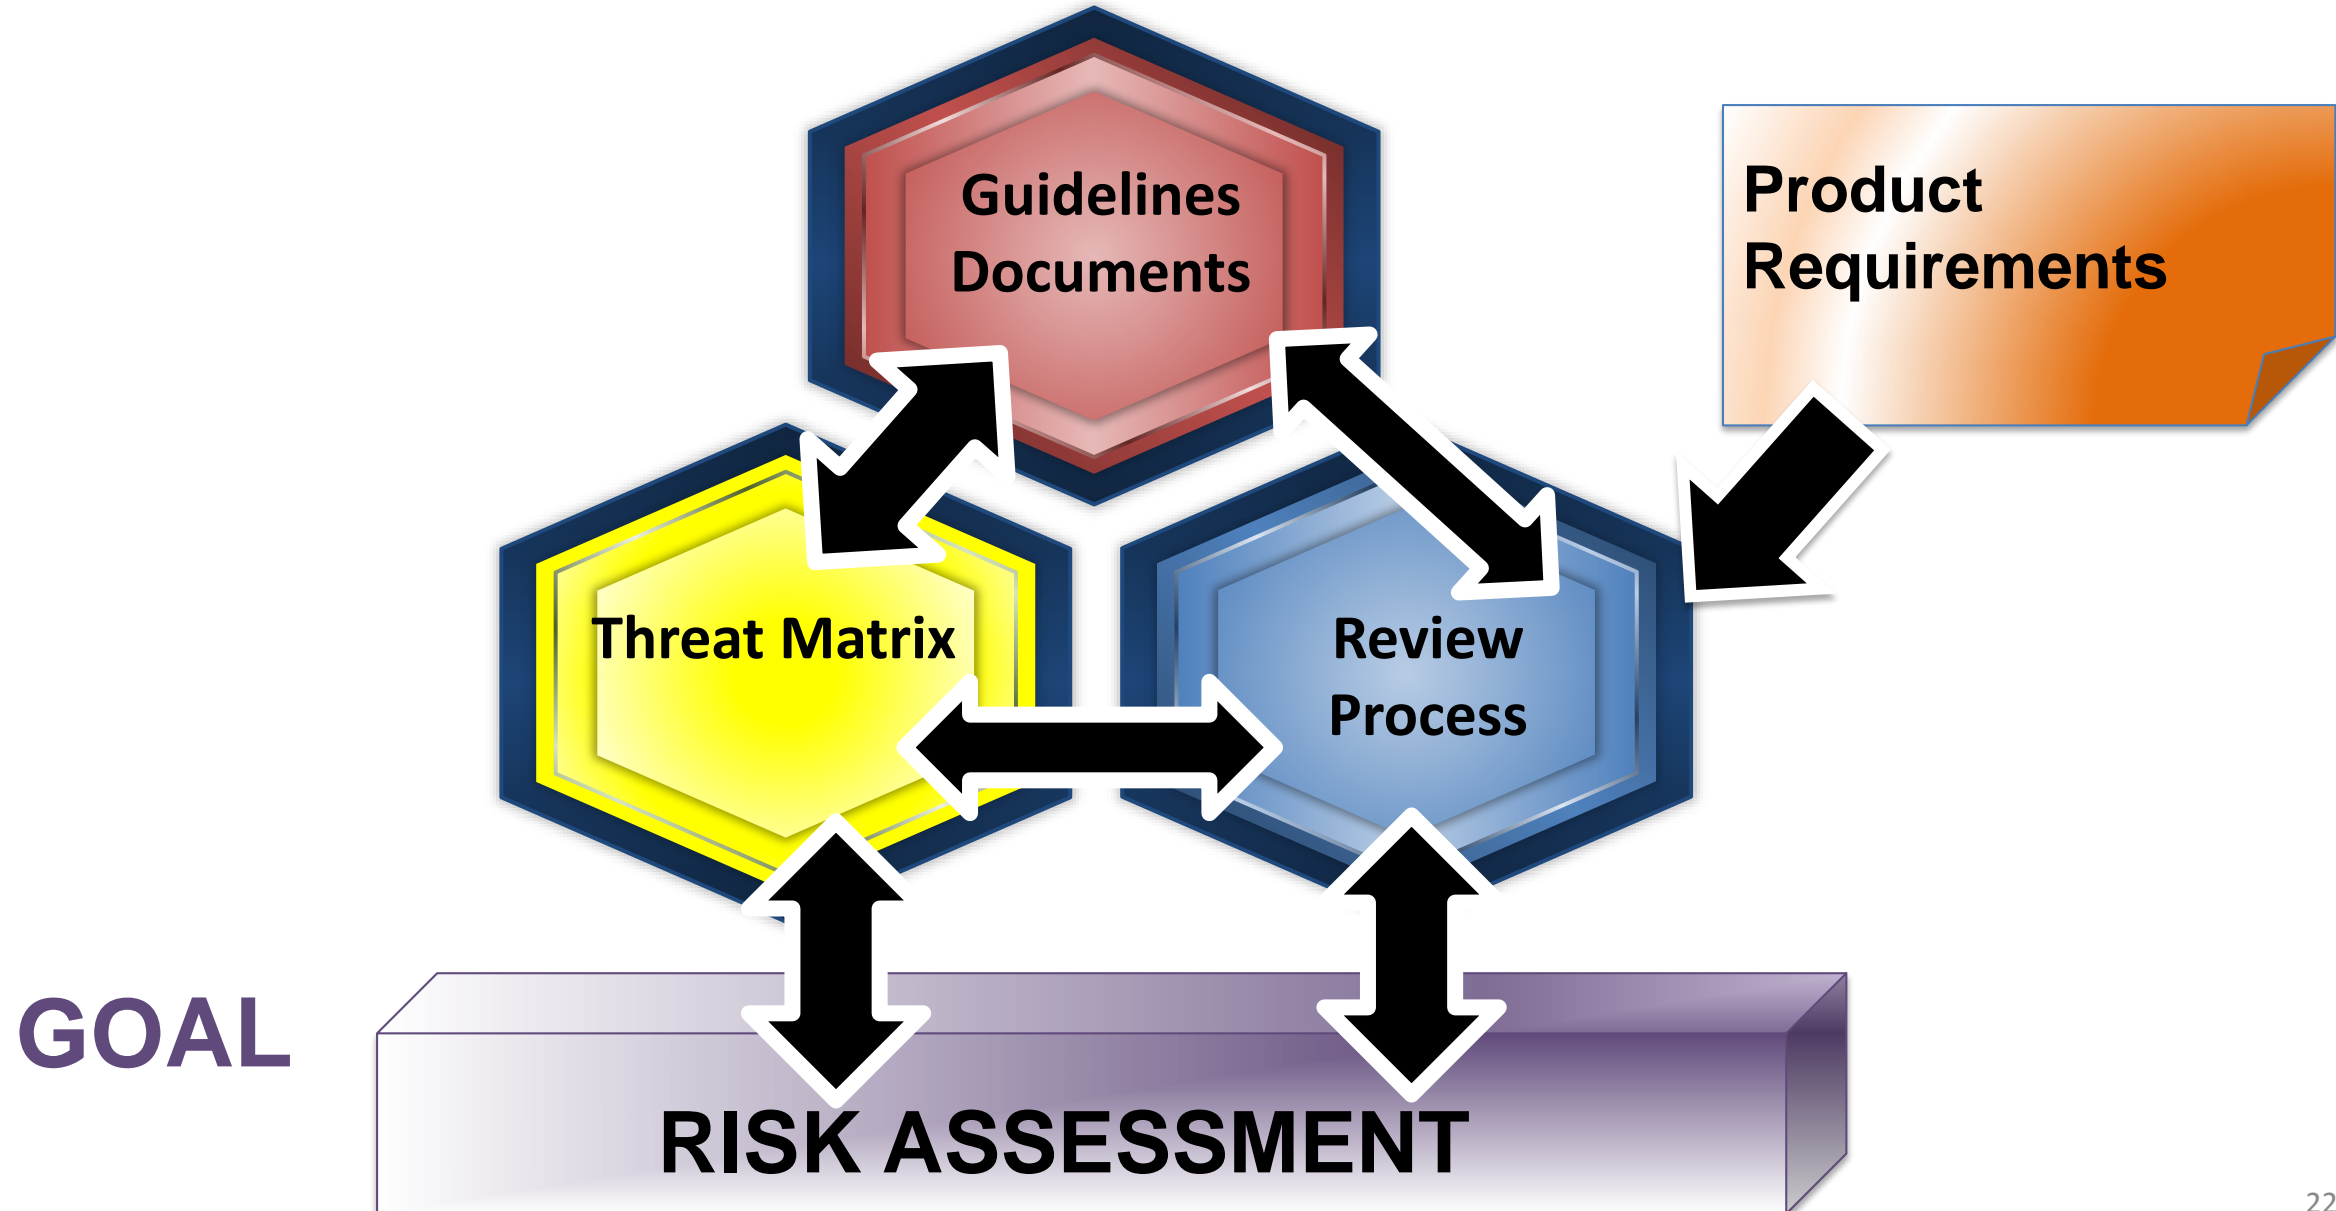 Guidelines
Documents
Product
Requirements
Threat Matrix
Review
Process
GOAL
RISK ASSESSMENT
22